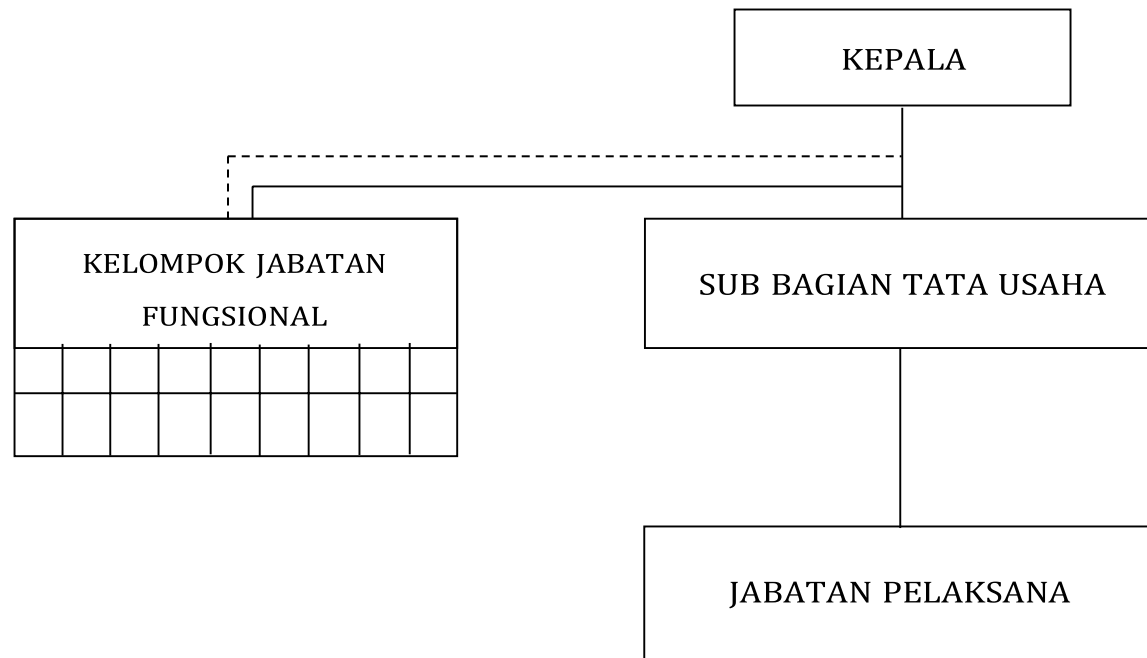 KEPALA
KELOMPOK JABATAN
FUNGSIONAL
SUB BAGIAN TATA USAHA
JABATAN PELAKSANA